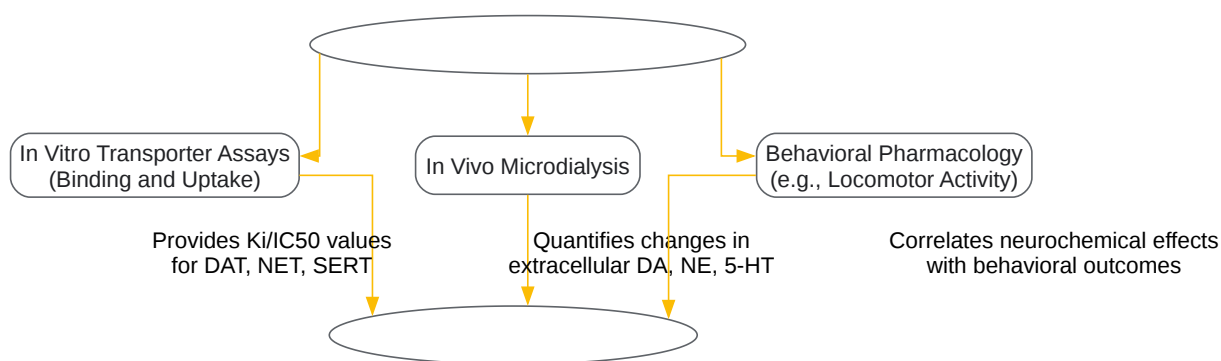 In Vitro Transporter Assays
(Binding and Uptake)
In Vivo Microdialysis
Behavioral Pharmacology
(e.g., Locomotor Activity)
Provides Ki/IC50 values
for DAT, NET, SERT
Quantifies changes in
extracellular DA, NE, 5-HT
Correlates neurochemical effects
with behavioral outcomes